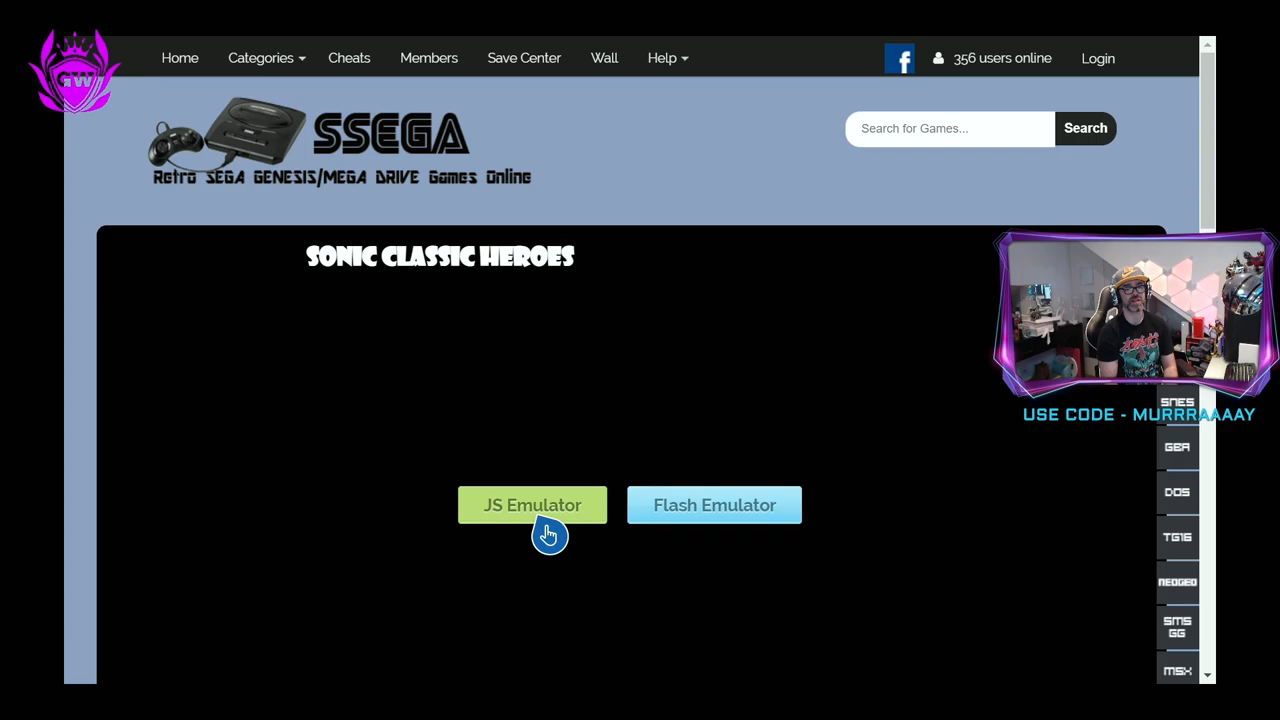 GW
Home Categories Cheats Members Save Center Wall Help f 356 users online Login
SSEGA
Retro SEGA GENESIS/MEGA DRIVE Games Online
Search for Games... Search
SONIC CLASSIC HEROES
JS Emulator Flash Emulator
USE CODE - MURRRAAAAY
SNES
GBA
DOS
TG16
NEOGEO
SMS
GG
MSX